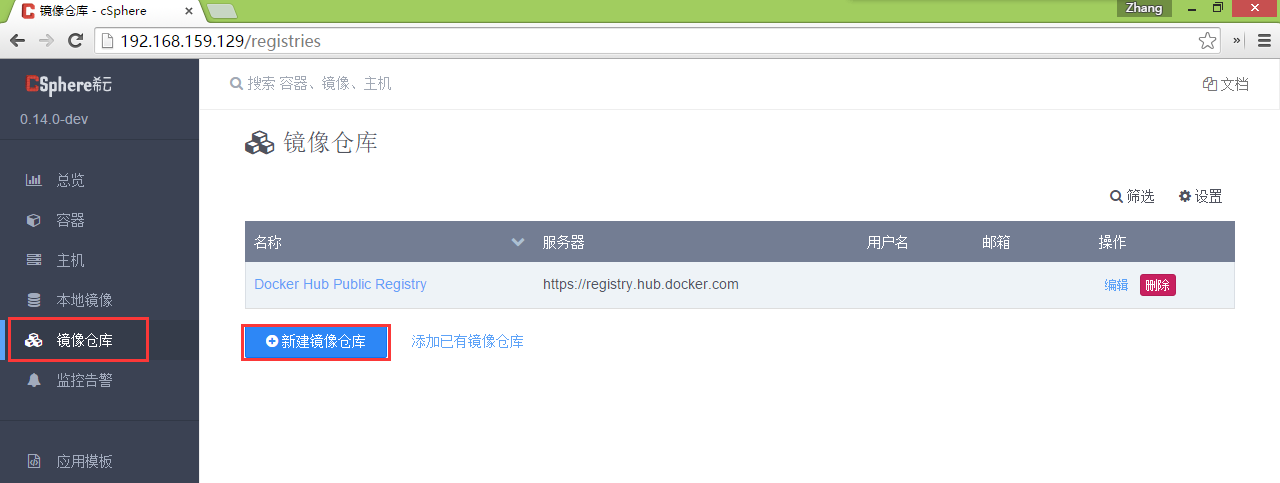 镜像仓库 - cSphere
Zhang
192.168.159.129/registries
CSphere希云
0.14.0-dev
总览
容器
主机
本地镜像
镜像仓库
监控告警
应用模板
搜索 容器、镜像、主机
文档
镜像仓库
筛选 设置
名称 服务器 用户名 邮箱 操作
Docker Hub Public Registry https://registry.hub.docker.com 编辑 删除
新建镜像仓库 添加已有镜像仓库